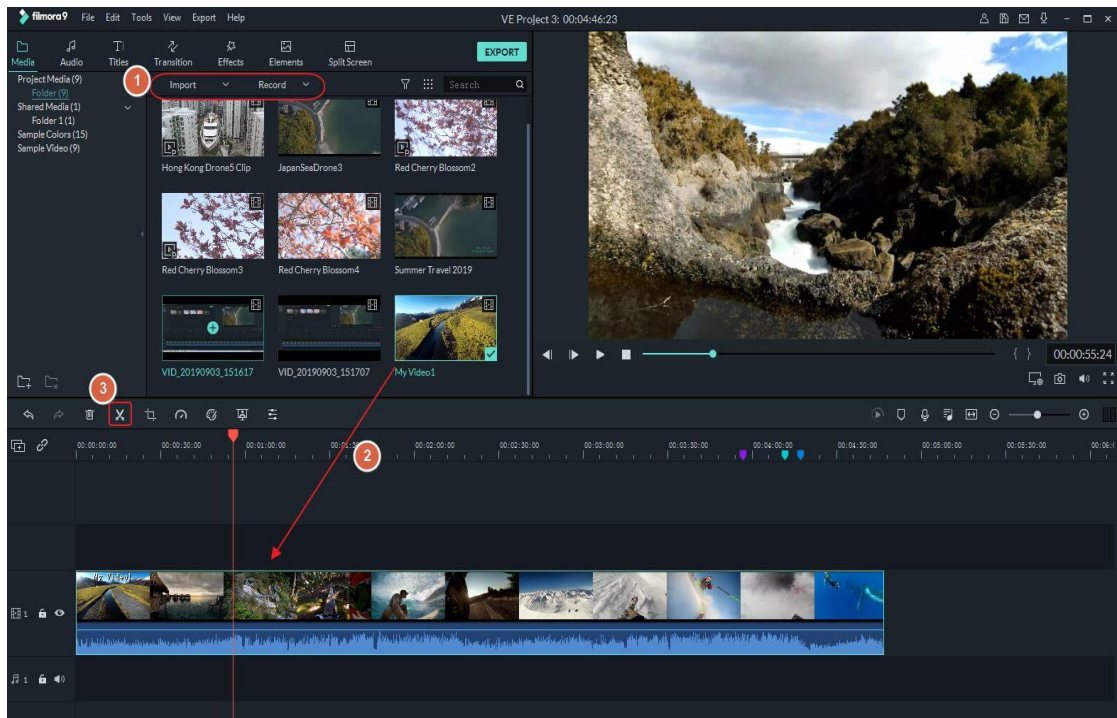 filmora9 File Edit Tools View Export Help VE Project 3: 00:04:46:23
Media Audio Titles Transition Effects Elements Split Screen EXPORT
Project Media (9)
Folder (9)
Shared Media (1)
Folder 1 (1)
Sample Colors (15)
Sample Video (9)
1
Import Record Search
Hong Kong Drone5 Clip JapanSeaDrone3 Red Cherry Blossom2
Red Cherry Blossom3 Red Cherry Blossom4 Summer Travel 2019
VID_20190903_151617 VID_20190903_151707 My Video1
00:00:55:24
3
00:00:00:00 00:00:30:00 00:01:00:00 00:02:00:00 00:02:30:00 00:03:00:00 00:03:30:00 00:04:00:00 00:04:30:00 00:05:00:00 00:05:30:00
2
My Video1
1
1